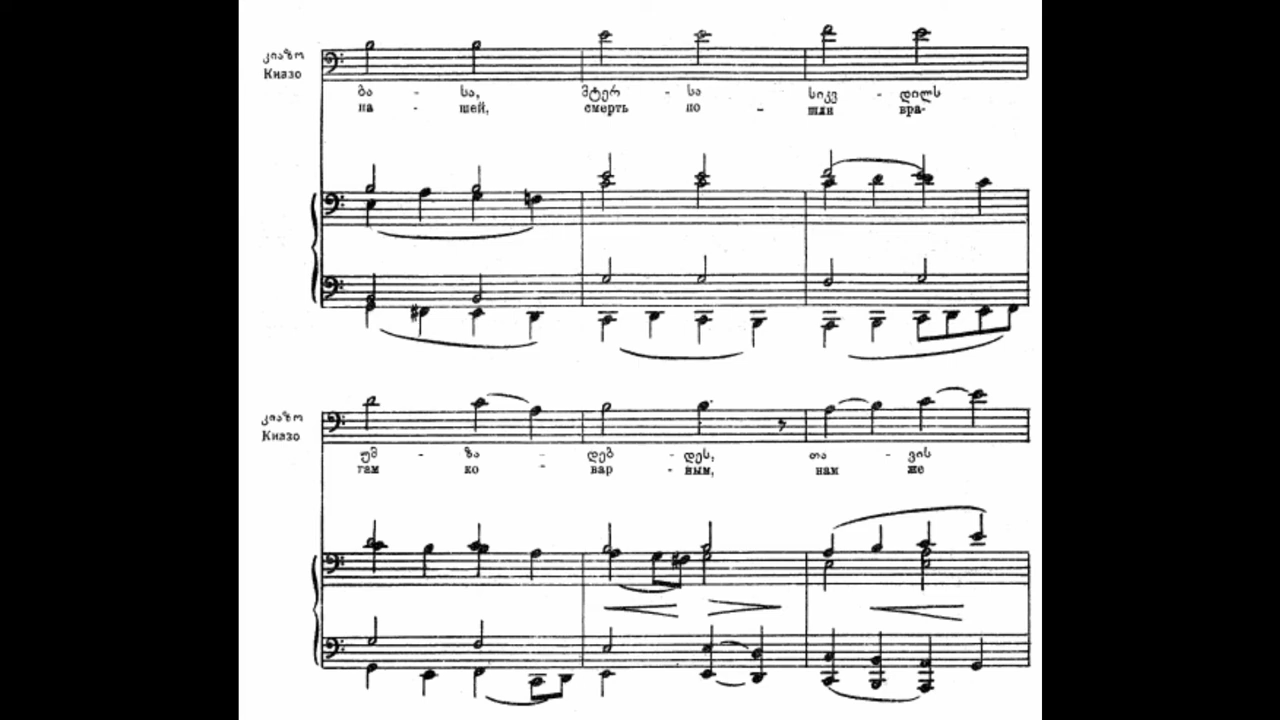 კიაზო
Киазо
ბა - სა, მტერ - სა სიკვ - დილს
на - шей, смерть по - шли вра-
კიაზო
Киазо
უმ - ზა - დებ - დეს, თა - ვის
гам ко - вар - ным, нам же